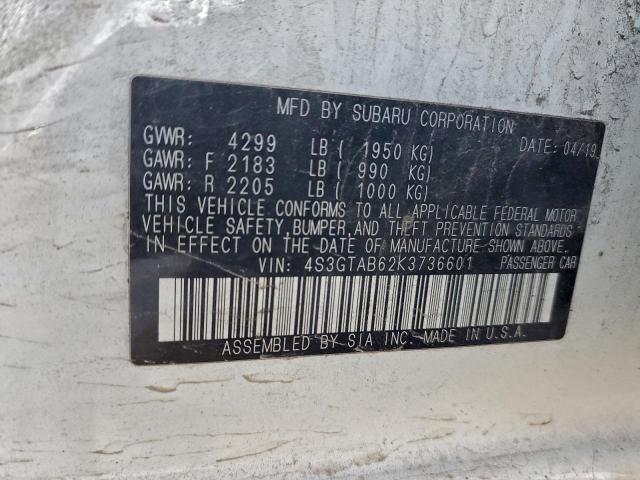 MFD BY SUBARU CORPORATION
GVWR: 4299 LB ( 1950 KG) DATE: 04/19
GAWR: F 2183 LB ( 990 KG)
GAWR: R 2205 LB ( 1000 KG)
THIS VEHICLE CONFORMS TO ALL APPLICABLE FEDERAL MOTOR
VEHICLE SAFETY, BUMPER, AND THEFT PREVENTION STANDARDS
IN EFFECT ON THE DATE OF MANUFACTURE SHOWN ABOVE.
VIN: 4S3GTAB62K3736601 PASSENGER CAR
ASSEMBLED BY SIA INC. MADE IN U.S.A.